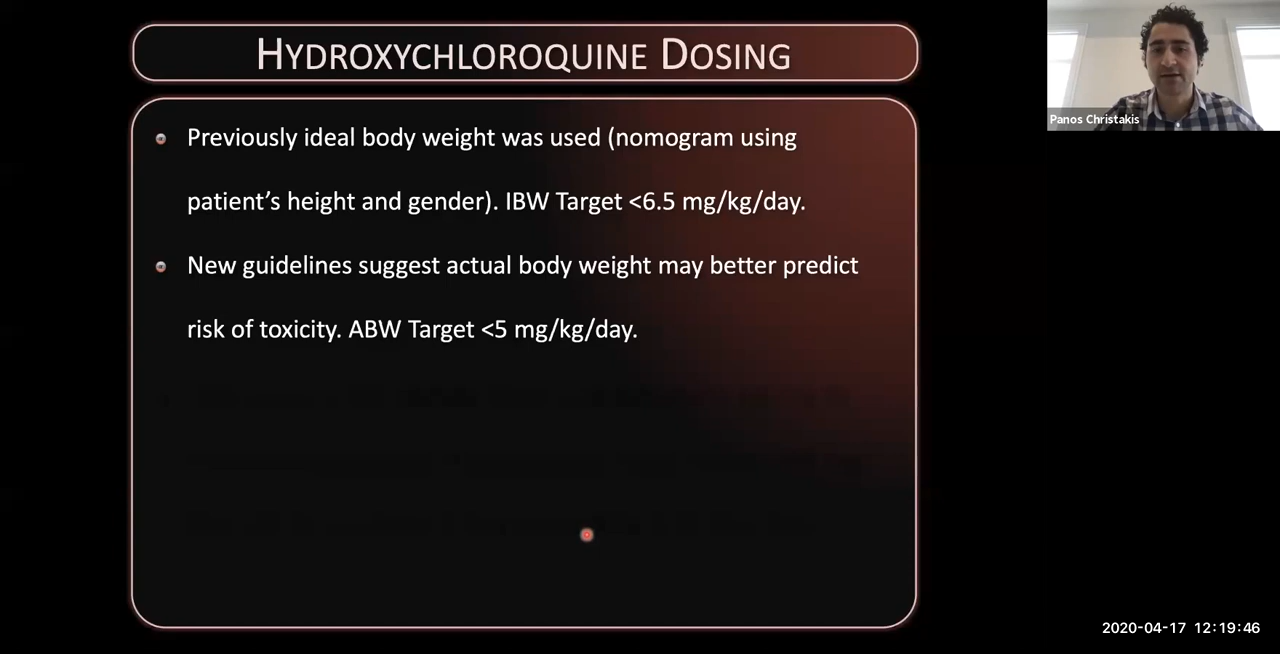 HYDROXYCHLOROQUINE DOSING
Previously ideal body weight was used (nomogram using
patient's height and gender). IBW Target <6.5 mg/kg/day.
New guidelines suggest actual body weight may better predict
risk of toxicity. ABW Target <5 mg/kg/day.
Panos Christakis
2020-04-17 12:19:46